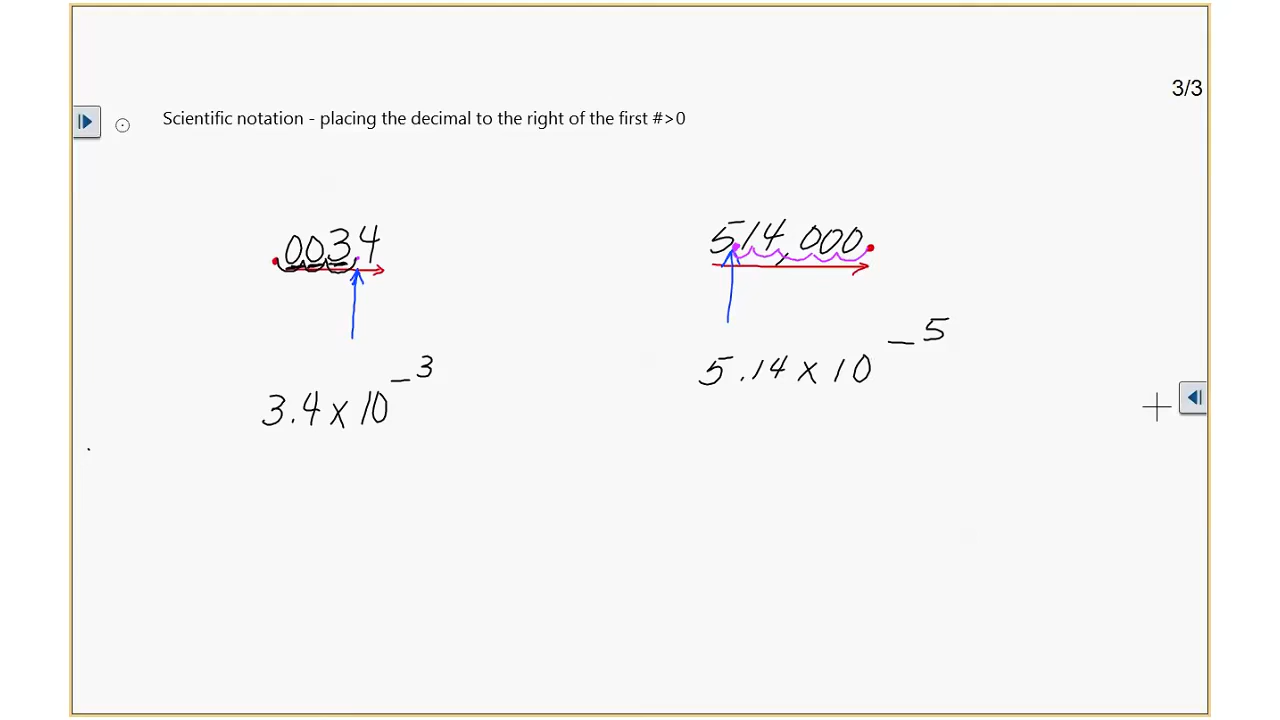 3/3
Scientific notation - placing the decimal to the right of the first #>0
.0034
514,000.
3.4 x 10⁻³
5.14 x 10⁻⁵